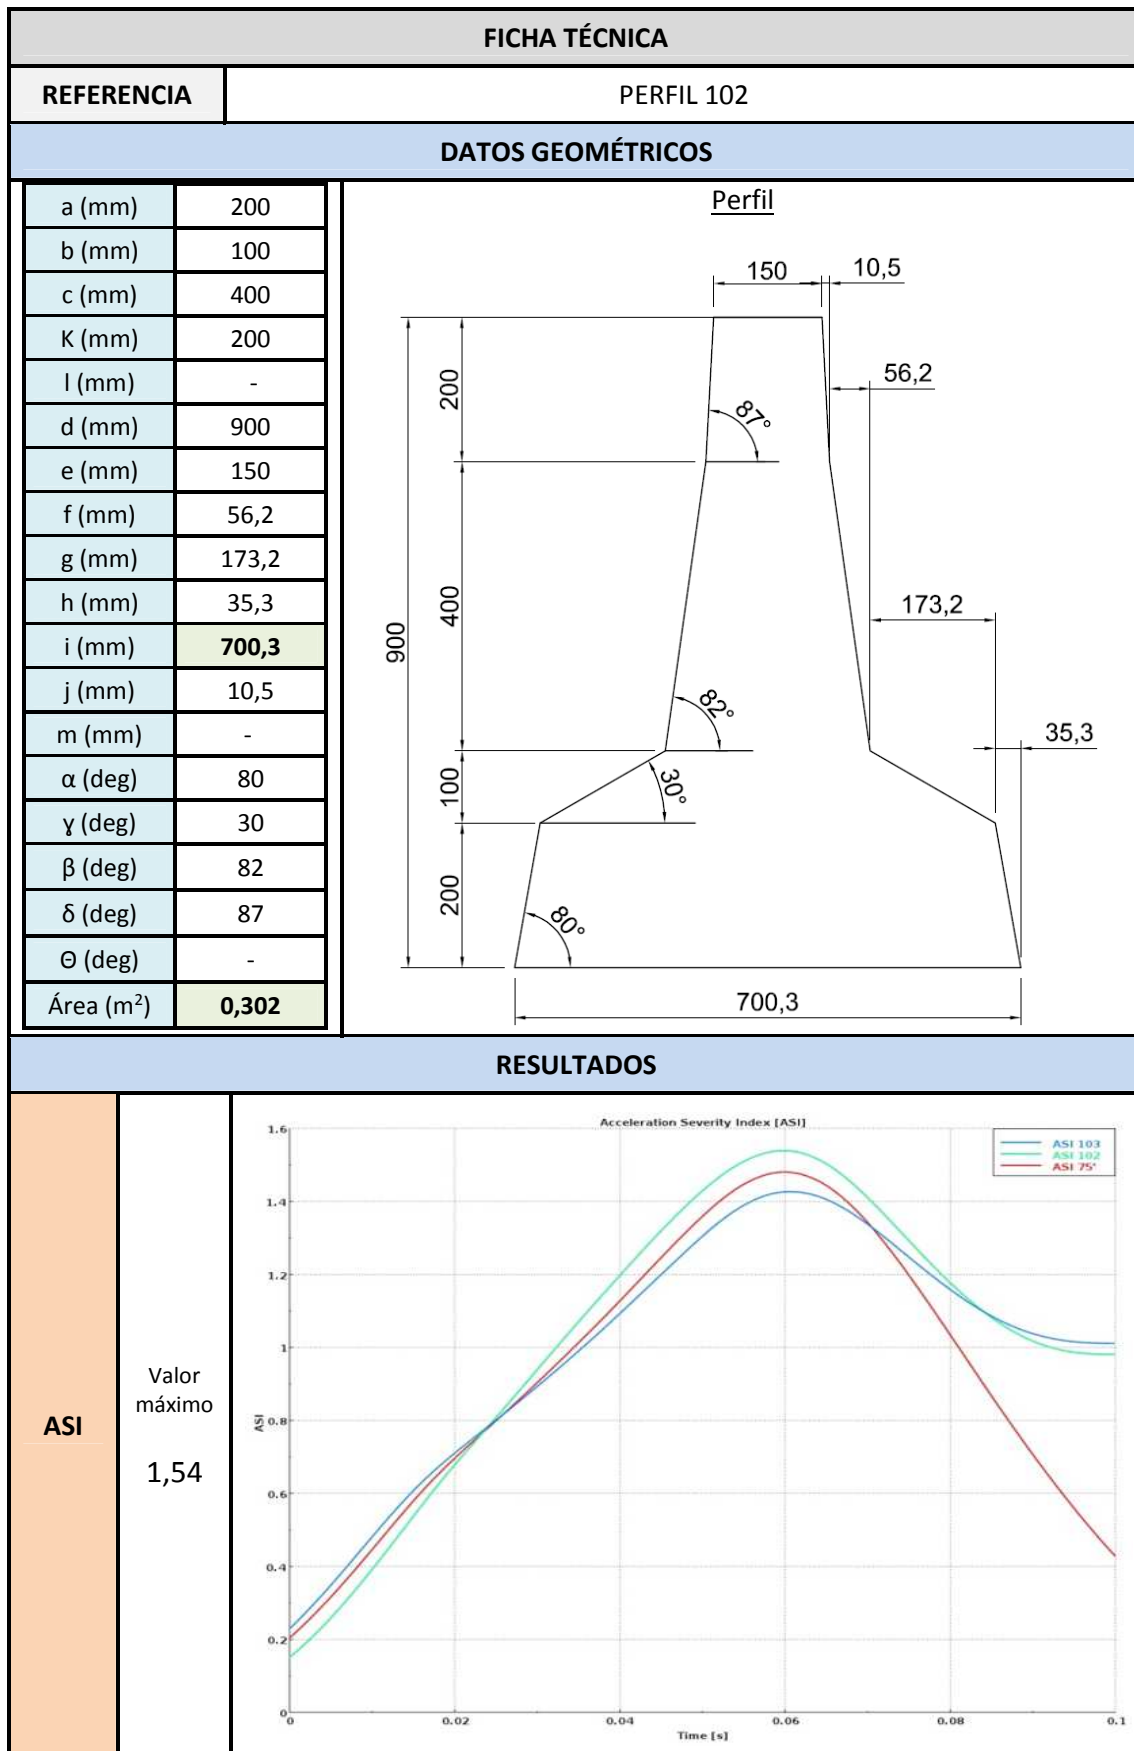 FICHA TÉCNICA
REFERENCIA PERFIL 102
DATOS GEOMÉTRICOS
a (mm) 200
b (mm) 100
c (mm) 400
K (mm) 200
l (mm) -
d (mm) 900
e (mm) 150
f (mm) 56,2
g (mm) 173,2
h (mm) 35,3
i (mm) 700,3
j (mm) 10,5
m (mm) -
α (deg) 80
γ (deg) 30
β (deg) 82
δ (deg) 87
Θ (deg) -
Área (m²) 0,302
Perfil
150 10,5
200
56,2
87°
900
400
173,2
82°
35,3
100
30°
200
80°
700,3
RESULTADOS
ASI
Valor
máximo
1,54
Acceleration Severity Index [ASI]
ASI 103
ASI 102
ASI 75'
1.6
1.4
1.2
1
0.8
0.6
0.4
0.2
0
ASI
0 0.02 0.04 0.06 0.08 0.1
Time [s]